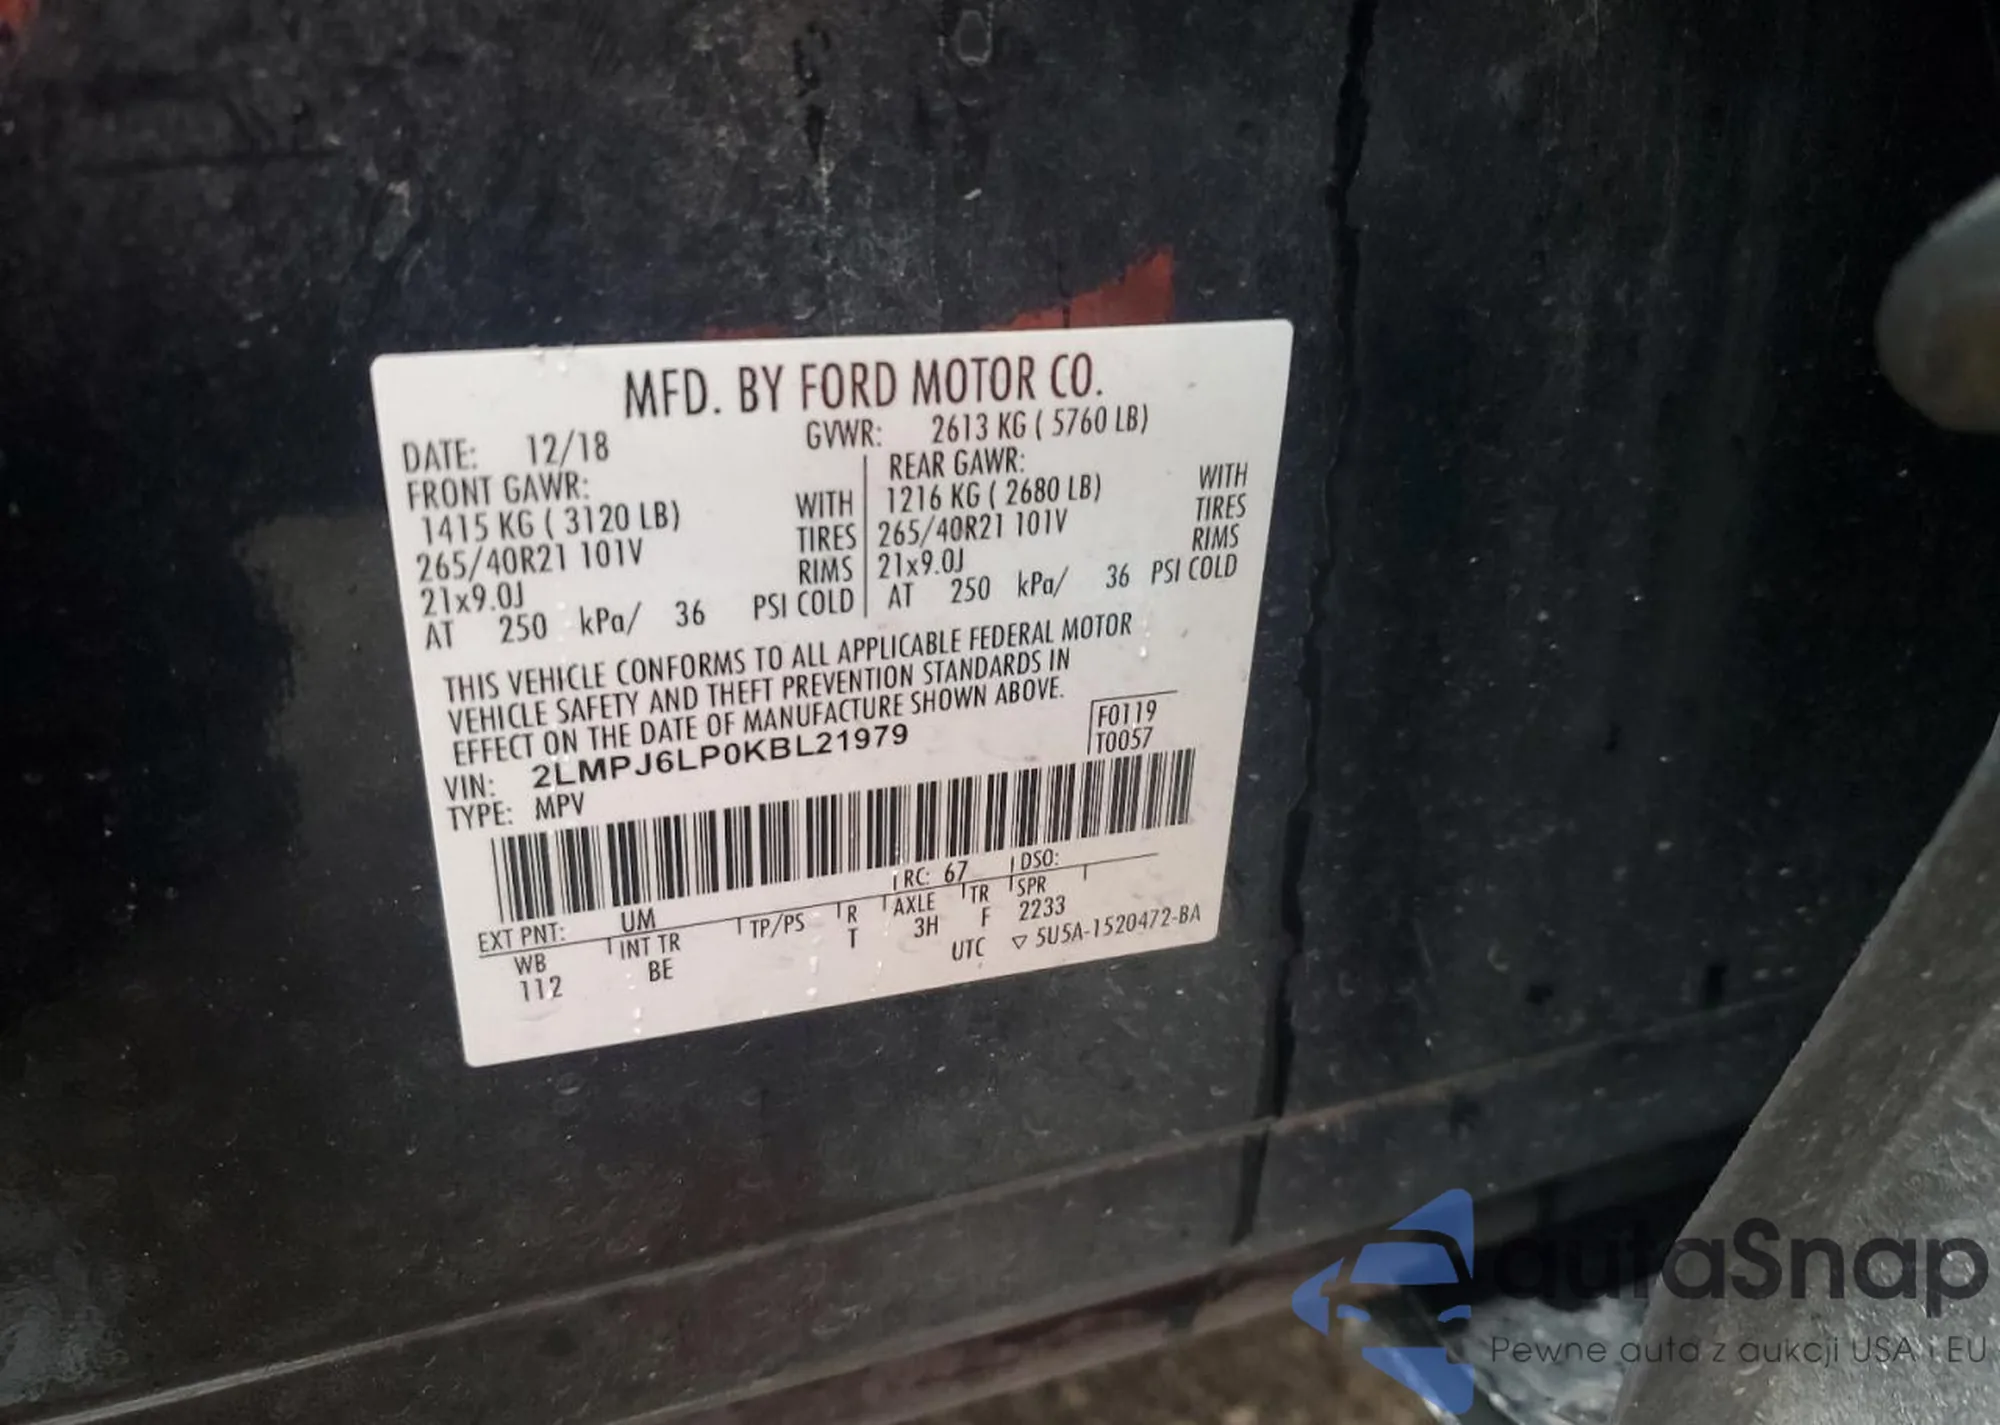 MFD. BY FORD MOTOR CO.
DATE: 12/18 GVWR: 2613 KG ( 5760 LB)
FRONT GAWR: REAR GAWR:
1415 KG ( 3120 LB) WITH 1216 KG ( 2680 LB) WITH
265/40R21 101V TIRES 265/40R21 101V TIRES
21x9.0J RIMS 21x9.0J RIMS
AT 250 kPa/ 36 PSI COLD AT 250 kPa/ 36 PSI COLD
THIS VEHICLE CONFORMS TO ALL APPLICABLE FEDERAL MOTOR
VEHICLE SAFETY AND THEFT PREVENTION STANDARDS IN
EFFECT ON THE DATE OF MANUFACTURE SHOWN ABOVE.
F0119
VIN: 2LMPJ6LP0KBL21979 T0057
TYPE: MPV
EXT PNT: UM RC: 67 DSO:
WB INT TR TP/PS R AXLE TR SPR
112 BE T 3H F 2233
UTC ▽ 5U5A-1520472-BA
autaSnap
Pewne auta z aukcji USA i EU